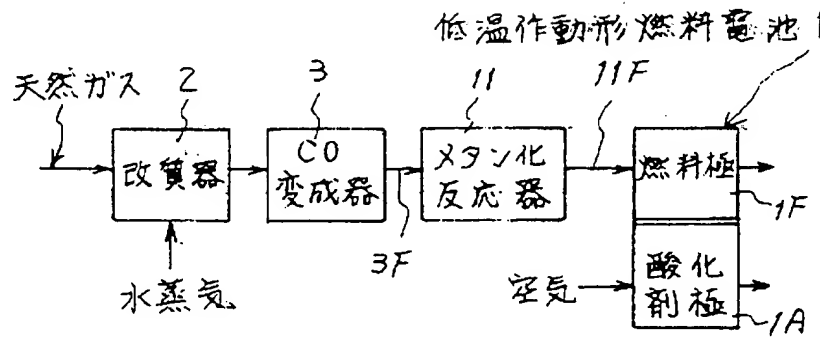 低温作動形燃料電池 1
天然ガス
2
3
11
11F
改質器
CO
変成器
メタン化
反応器
燃料極
1F
3F
水蒸気
空気
酸化
剤極
1A